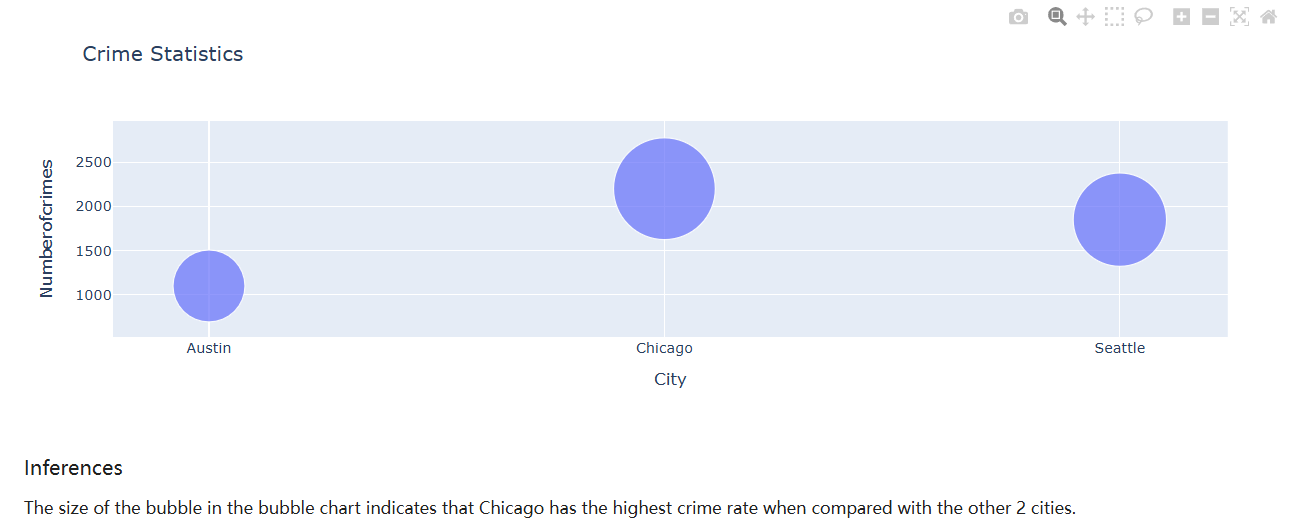 Crime Statistics
Numberofcrimes
2500
2000
1500
1000
Austin Chicago Seattle
City
Inferences
The size of the bubble in the bubble chart indicates that Chicago has the highest crime rate when compared with the other 2 cities.